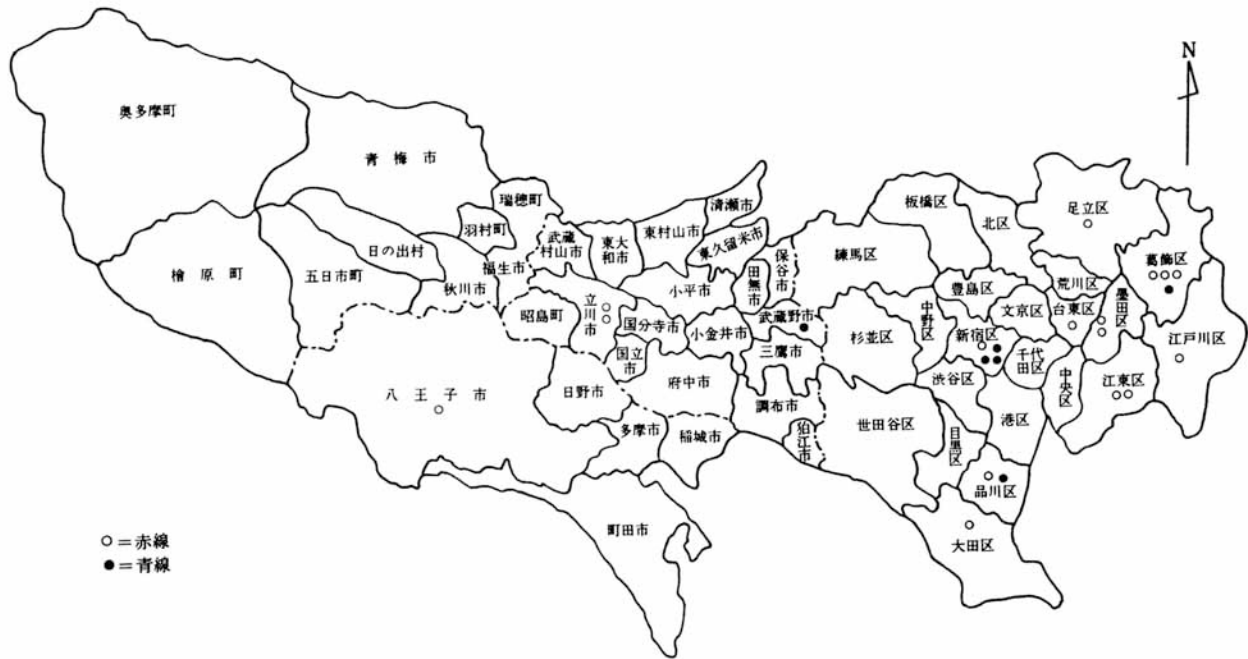 N
奥多摩町
青梅市
瑞穂町
羽村町
日の出村
檜原町
五日市町
秋川市
福生市
武蔵
村山市
東大
和市
東村山市
清瀬市
東久留米市
田無市
保谷市
小平市
昭島町
立川市
国分寺市
国立市
小金井市
武蔵野市
三鷹市
府中市
調布市
狛江市
八王子市
日野市
多摩市
稲城市
町田市
板橋区
北区
足立区
葛飾区
練馬区
豊島区
荒川区
文京区
台東区
墨田区
江戸川区
中野区
杉並区
新宿区
千代
田区
中央区
江東区
渋谷区
港区
世田谷区
目黒区
品川区
大田区
○=赤線
●=青線